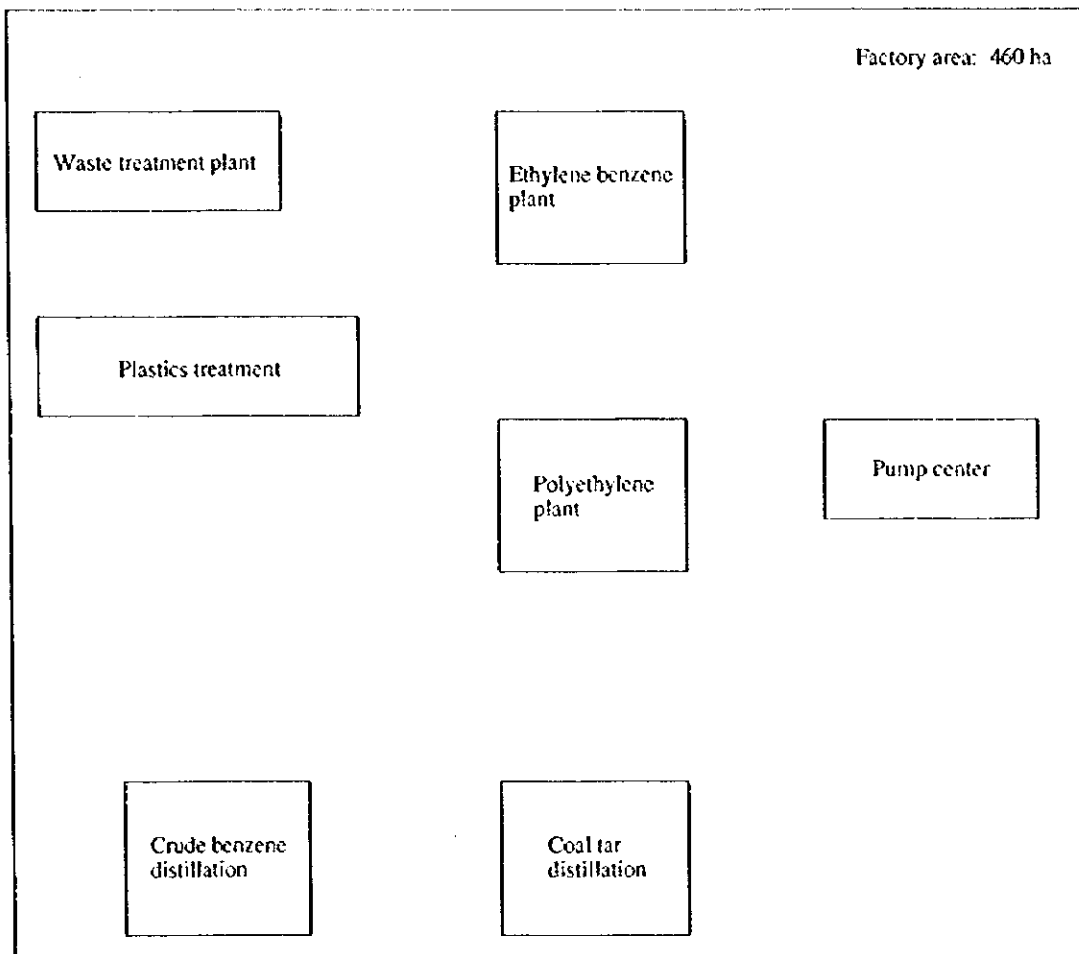 Factory area: 460 ha
Waste treatment plant
Ethylene benzene
plant
Plastics treatment
Polyethylene
plant
Pump center
Crude benzene
distillation
Coal tar
distillation